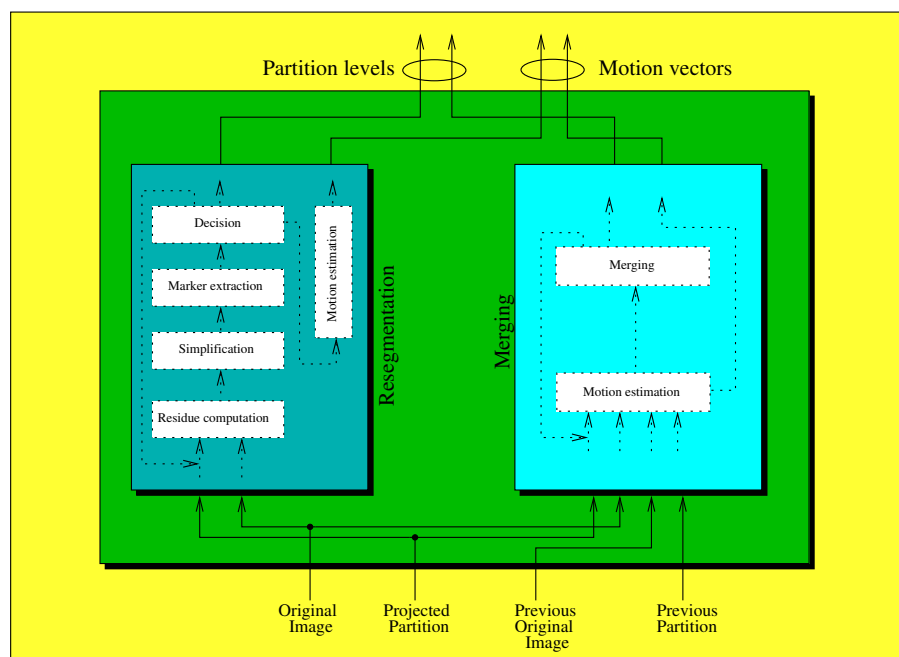 Partition levels
Motion vectors
Decision
Marker extraction
Simplification
Residue computation
Motion estimation
Resegmentation
Merging
Merging
Motion estimation
Original
Image
Projected
Partition
Previous
Original
Image
Previous
Partition